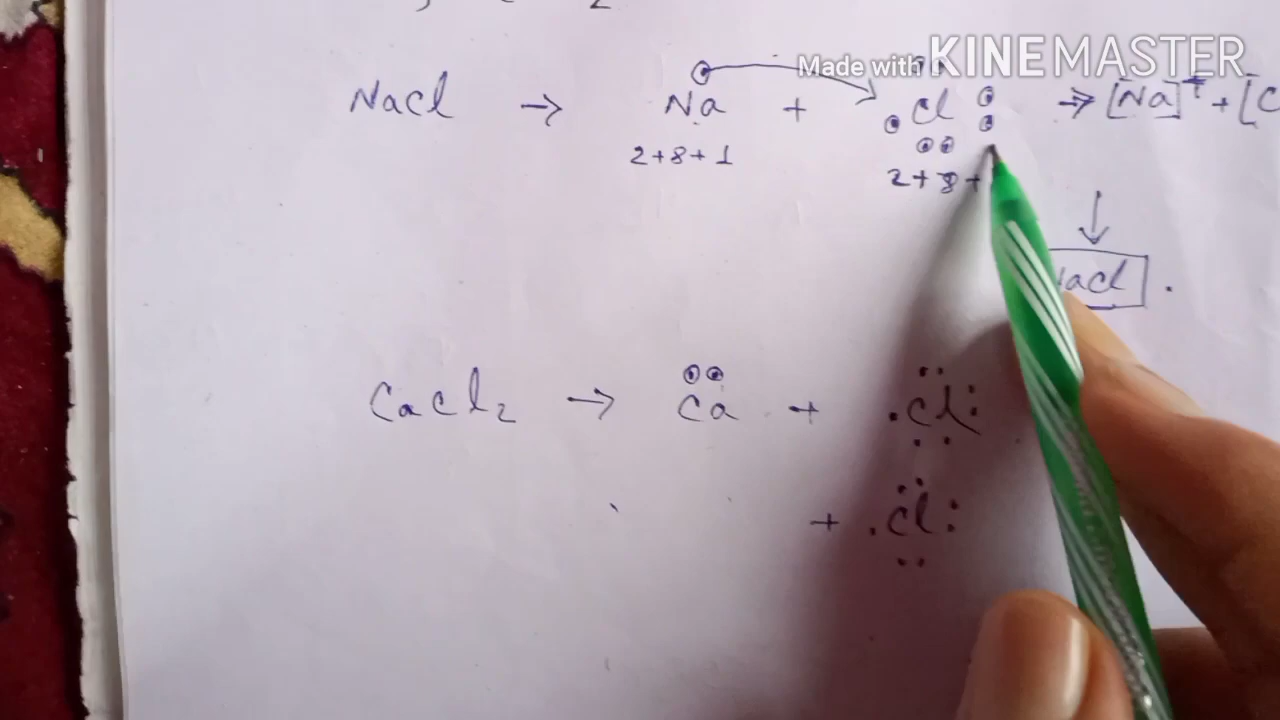 Made with KINEMASTER
NaCl → Na + Cl → [Na]⁺ + [C
2+8+1 2+8+
NaCl .
CaCl₂ → Ca + Cl
+ Cl